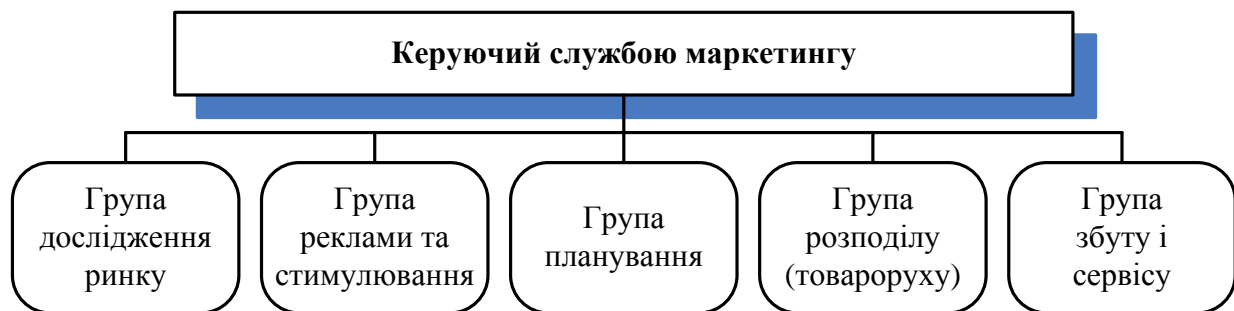 Керуючий службою маркетингу
Група
дослідження
ринку
Група
реклами та
стимулювання
Група
планування
Група
розподілу
(товароруху)
Група
збуту і
сервісу